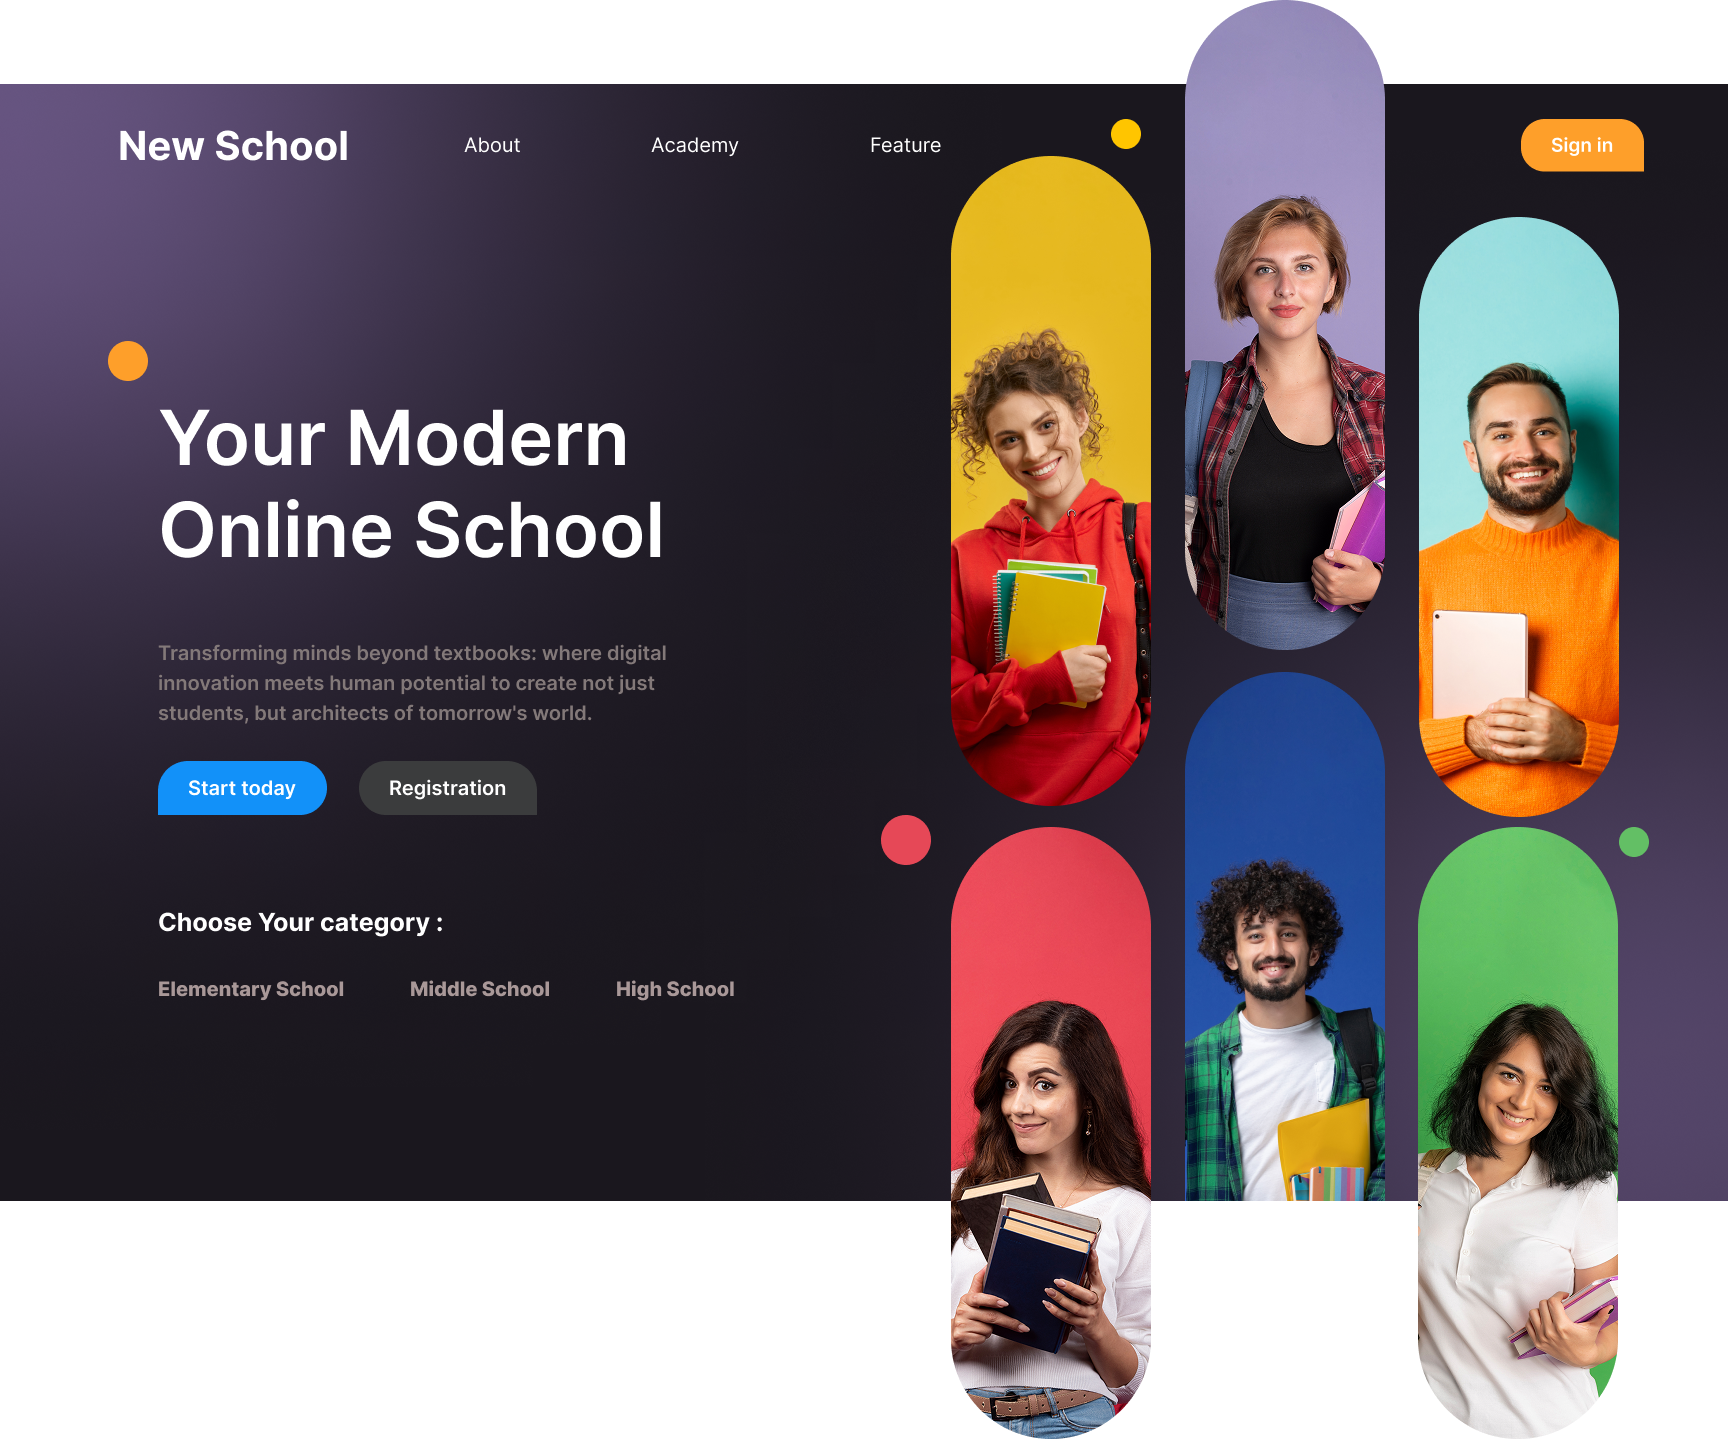 New School
About
Academy
Feature
Sign in
Your Modern
Online School
Transforming minds beyond textbooks: where digital
innovation meets human potential to create not just
students, but architects of tomorrow's world.
Start today
Registration
Choose Your category :
Elementary School
Middle School
High School